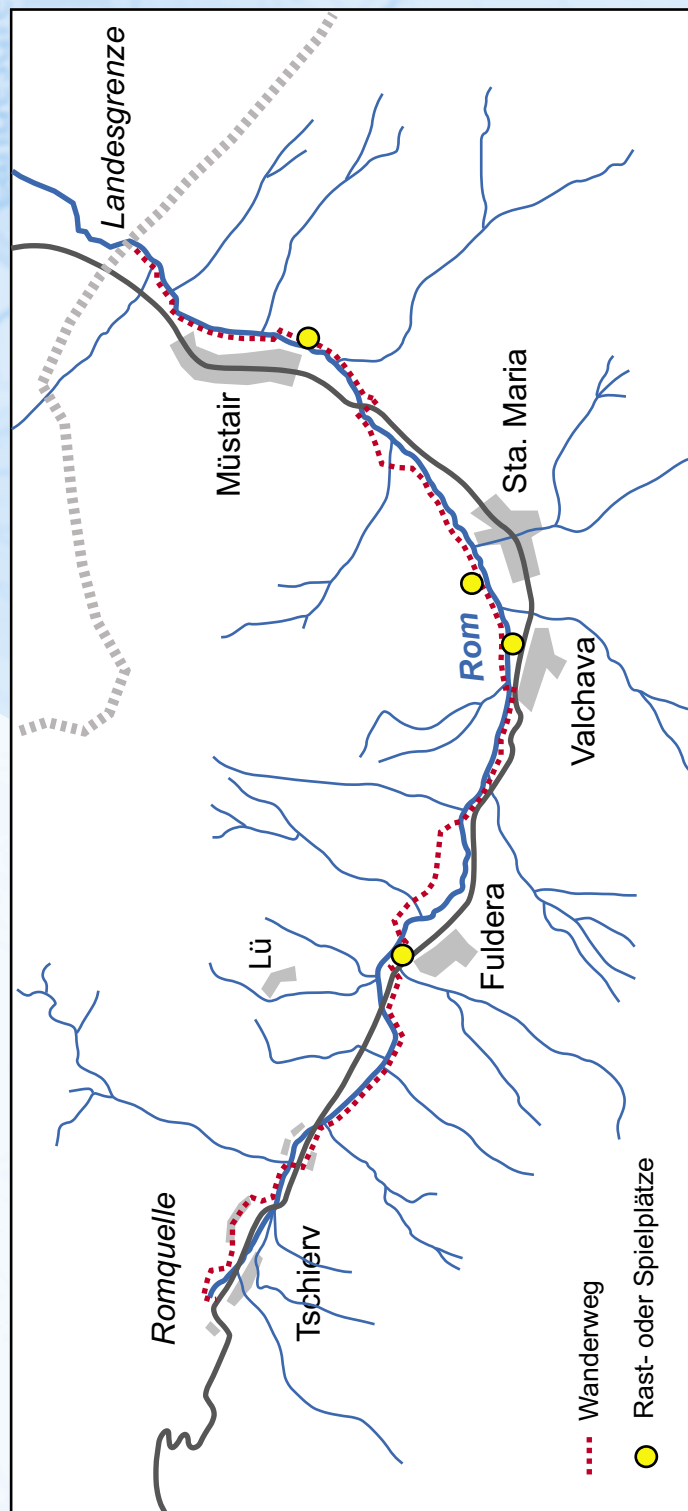 Romquelle
Tschierv
Lü
Fuldera
Rom
Valchava
Sta. Maria
Müstair
Landesgrenze
Wanderweg
Rast- oder Spielplätze